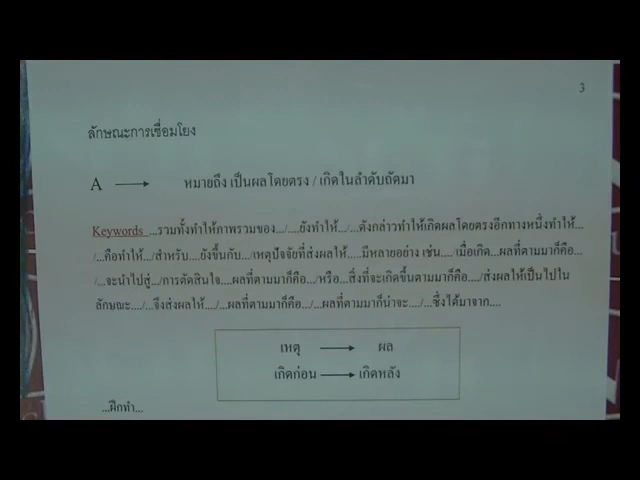 3
ลักษณะการเชื่อมโยง
A → หมายถึง เป็นผลโดยตรง / เกิดในลำดับถัดมา
Keywords ...รวมทั้งทำให้ภาพรวมของ.../....ยังทำให้.../....ดังกล่าวทำให้เกิดผลโดยตรงอีกทางหนึ่งทำให้...
/...คือทำให้.../สำหรับ....ยังขึ้นกับ.../เหตุปัจจัยที่ส่งผลให้.....มีหลายอย่าง เช่น..../เมื่อเกิด...ผลที่ตามมาก็คือ...
/...จะนำไปสู่.../การตัดสินใจ....ผลที่ตามมาก็คือ.../หรือ...สิ่งที่จะเกิดขึ้นตามมาก็คือ..../ส่งผลให้เป็นไปใน
ลักษณะ..../...จึงส่งผลให้..../...ผลที่ตามมาก็คือ.../...ผลที่ตามมาก็น่าจะ..../...ซึ่งได้มาจาก....
เหตุ → ผล
เกิดก่อน → เกิดหลัง
...ฝึกทำ...